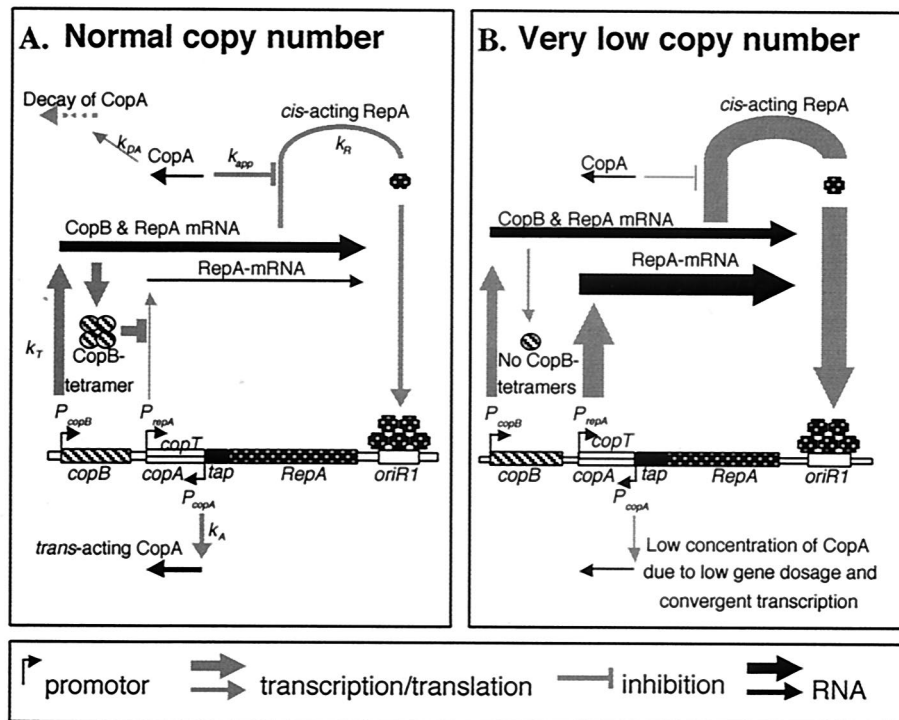 A. Normal copy number
Decay of CopA
k_DA
CopA
k_app
cis-acting RepA
k_R
CopB & RepA mRNA
RepA-mRNA
k_T
CopB-
tetramer
P_copB
P_repA
copT
copB
copA
tap
RepA
oriR1
P_copA
k_A
trans-acting CopA
B. Very low copy number
cis-acting RepA
CopA
CopB & RepA mRNA
RepA-mRNA
No CopB-
tetramers
P_copB
P_repA
copT
copB
copA
tap
RepA
oriR1
P_copA
Low concentration of CopA
due to low gene dosage and
convergent transcription
promotor
transcription/translation
inhibition
RNA